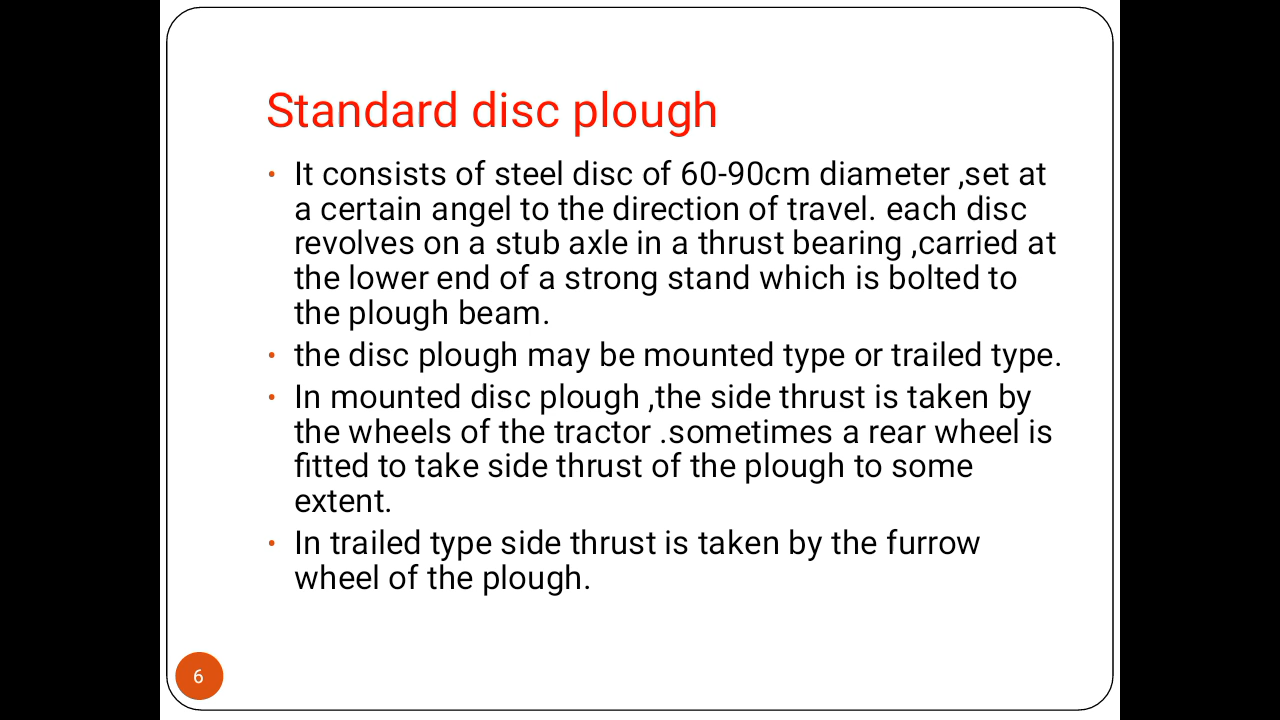 Standard disc plough
• It consists of steel disc of 60-90cm diameter ,set at
a certain angel to the direction of travel. each disc
revolves on a stub axle in a thrust bearing ,carried at
the lower end of a strong stand which is bolted to
the plough beam.
• the disc plough may be mounted type or trailed type.
• In mounted disc plough ,the side thrust is taken by
the wheels of the tractor .sometimes a rear wheel is
fitted to take side thrust of the plough to some
extent.
• In trailed type side thrust is taken by the furrow
wheel of the plough.
6